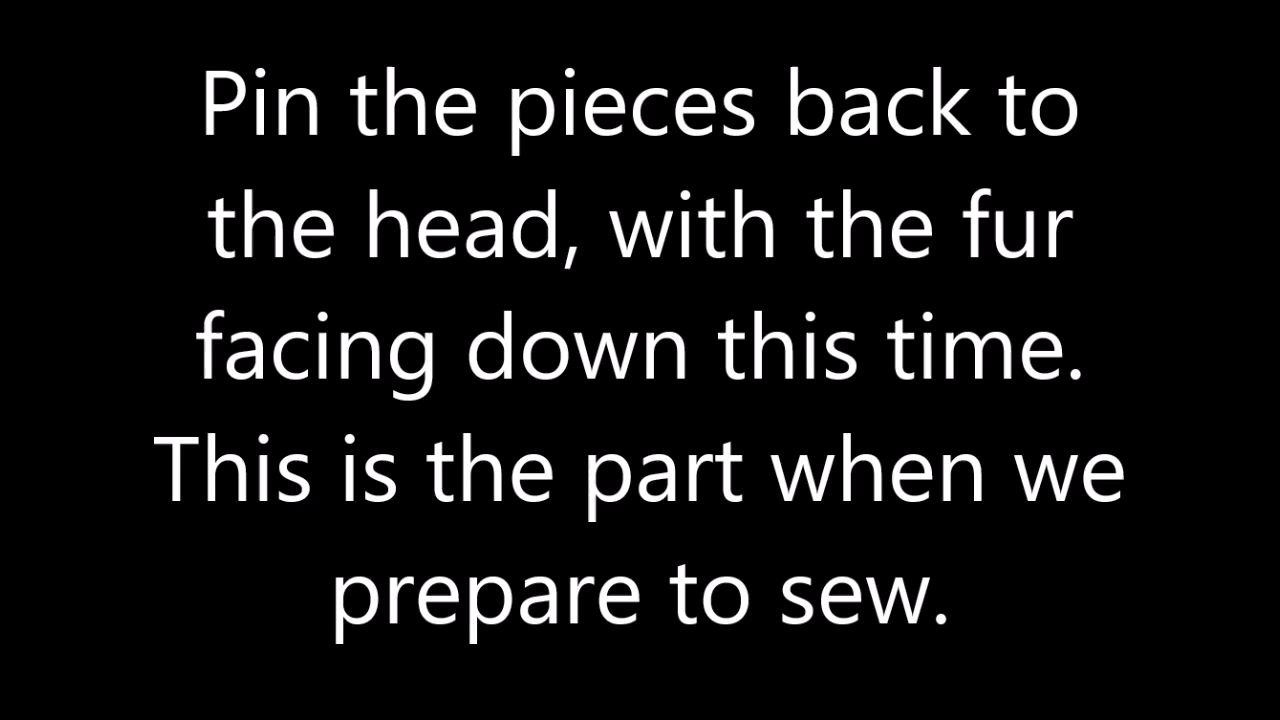 Pin the pieces back to
the head, with the fur
facing down this time.
This is the part when we
prepare to sew.